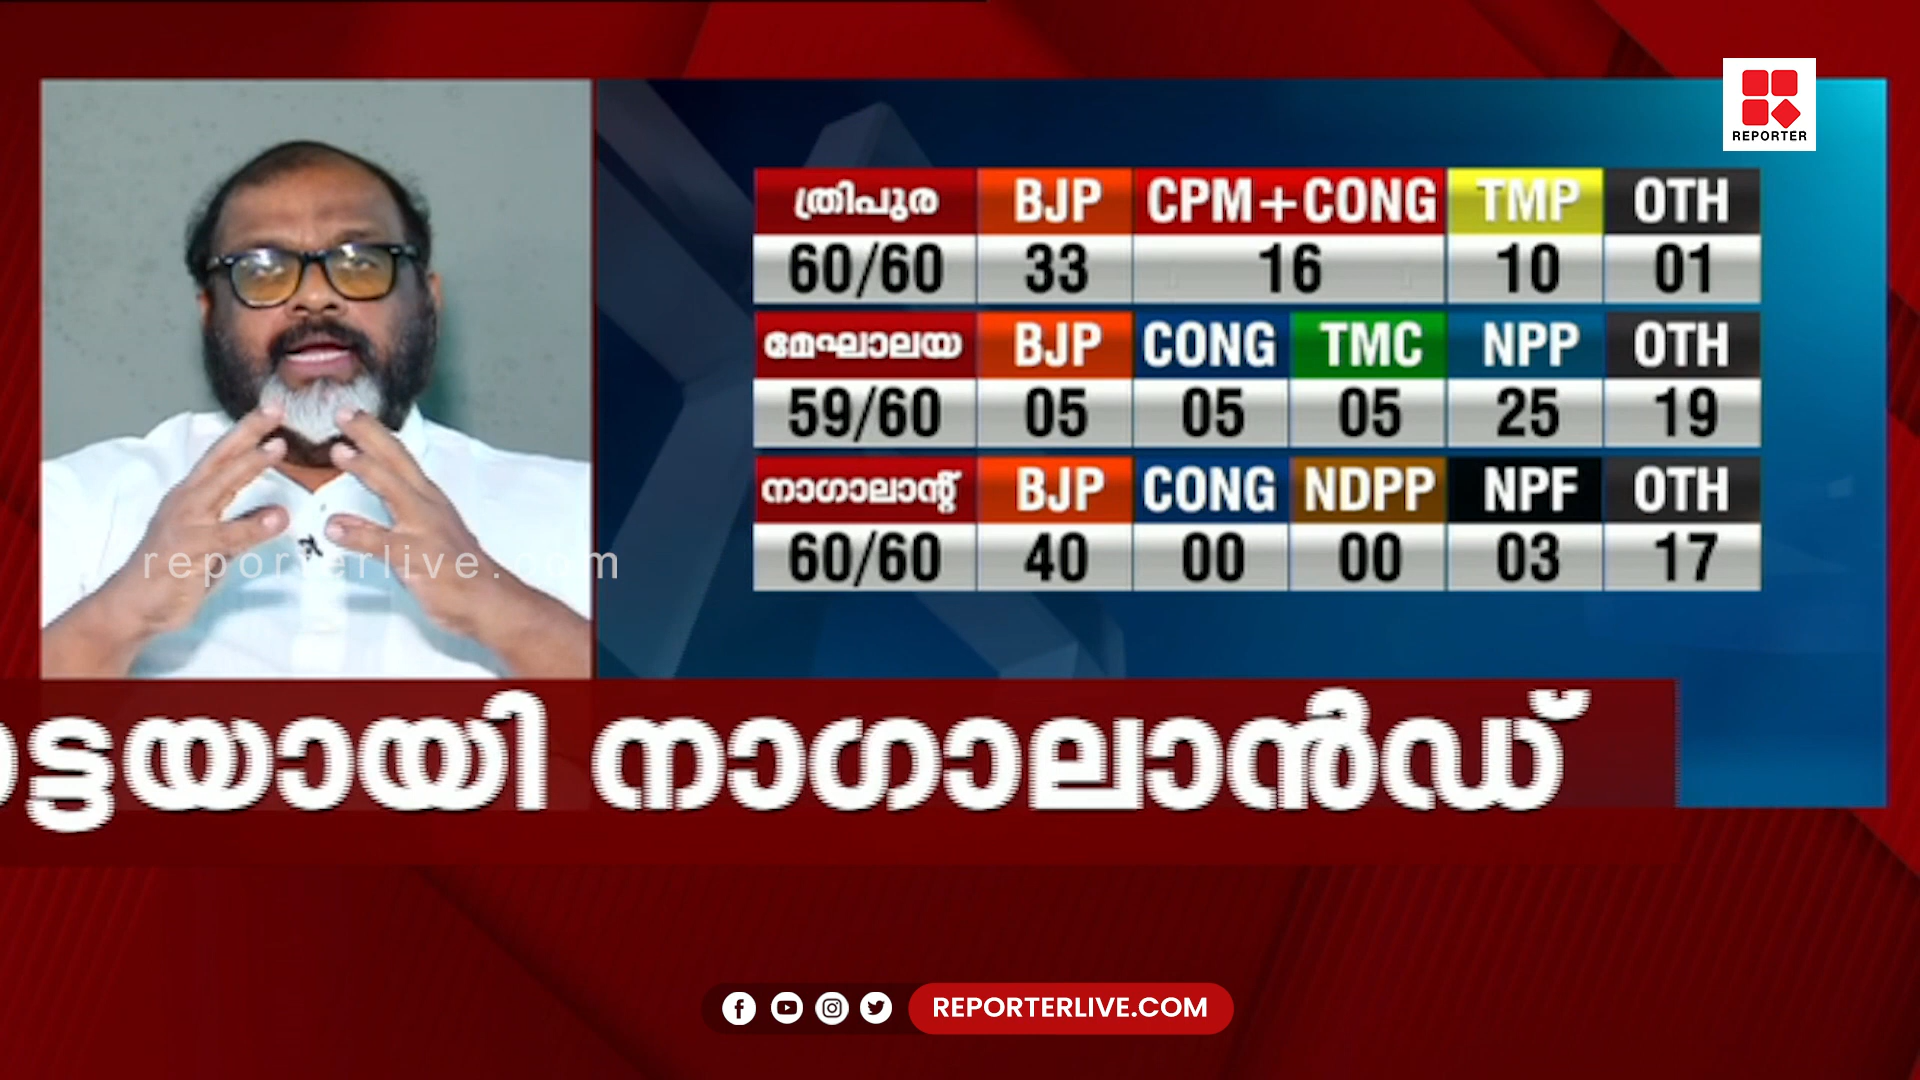 REPORTER
ത്രിപുര BJP CPM+CONG TMP OTH
60/60 33 16 10 01
മേഘാലയ BJP CONG TMC NPP OTH
59/60 05 05 05 25 19
നാഗാലാന്റ് BJP CONG NDPP NPF OTH
60/60 40 00 00 03 17
reporterlive.com
നാഗാലാൻഡ്
REPORTERLIVE.COM